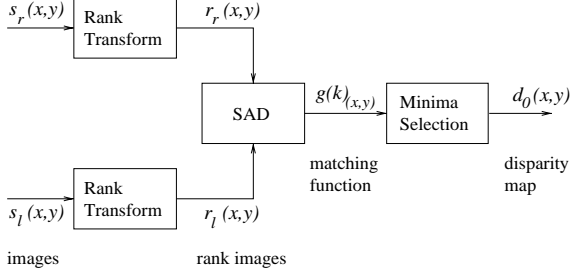 s_r(x,y)
Rank
Transform
r_r(x,y)
SAD
g(k)_(x,y)
Minima
Selection
d_0(x,y)
matching
function
disparity
map
s_l(x,y)
Rank
Transform
r_l(x,y)
images
rank images